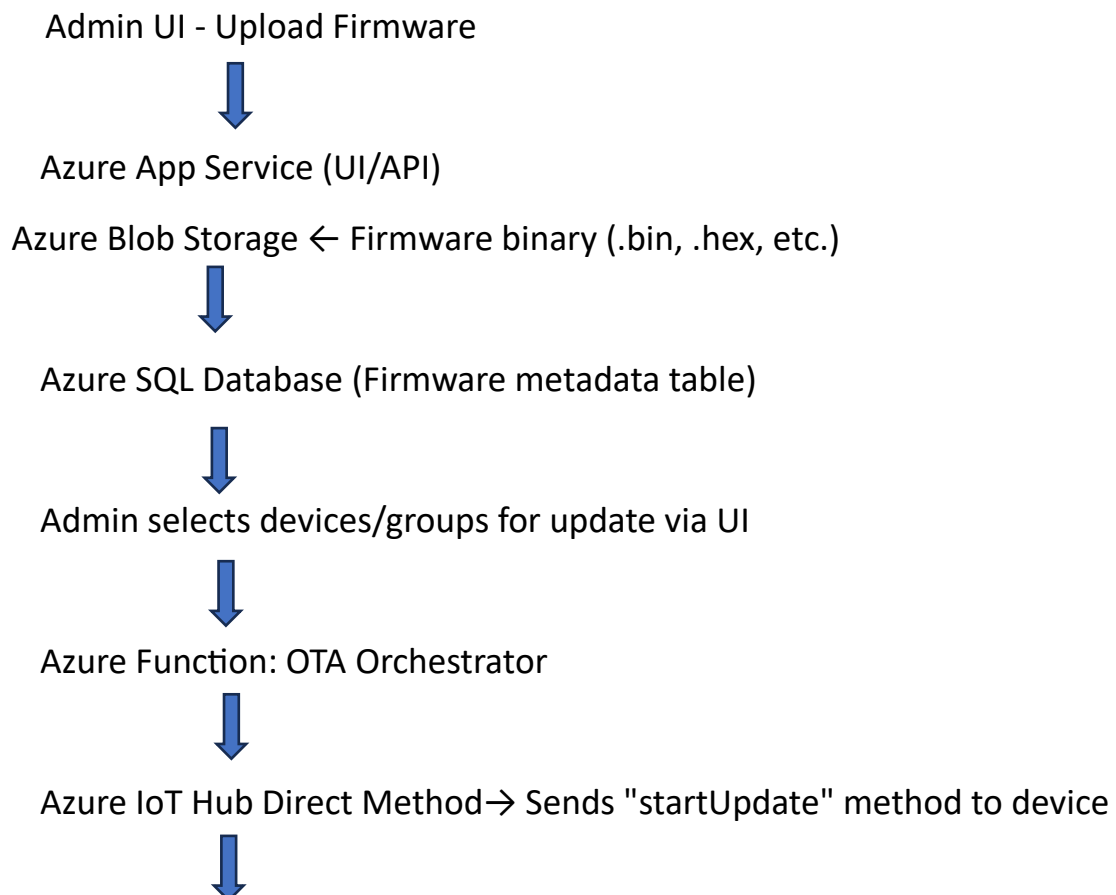 Admin UI - Upload Firmware
Azure App Service (UI/API)
Azure Blob Storage ← Firmware binary (.bin, .hex, etc.)
Azure SQL Database (Firmware metadata table)
Admin selects devices/groups for update via UI
Azure Function: OTA Orchestrator
Azure IoT Hub Direct Method→ Sends "startUpdate" method to device